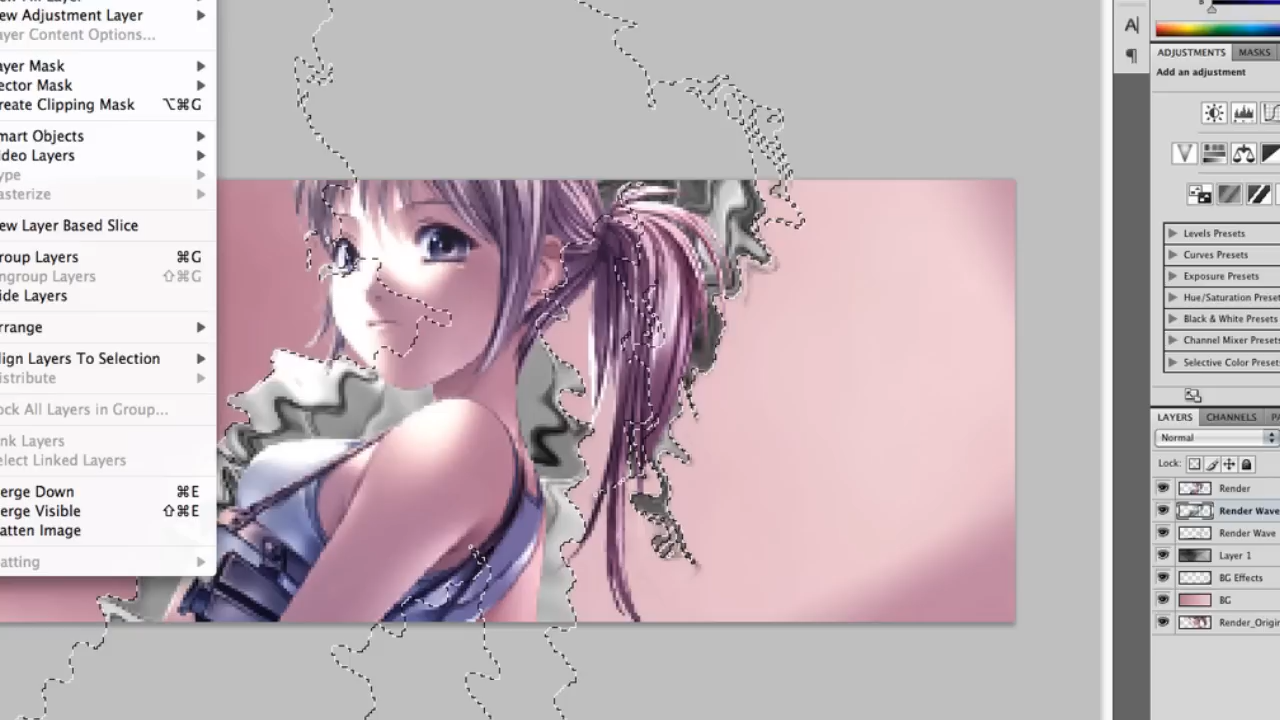 ew Adjustment Layer
ayer Content Options...
ayer Mask
ector Mask
reate Clipping Mask ⌥⌘G
mart Objects
ideo Layers
ype
asterize
ew Layer Based Slice
roup Layers ⌘G
ngroup Layers ⇧⌘G
ide Layers
rrange
lign Layers To Selection
istribute
ock All Layers in Group...
nk Layers
elect Linked Layers
erge Down ⌘E
erge Visible ⇧⌘E
atten Image
atting
A
¶
ADJUSTMENTS MASKS
Add an adjustment
Levels Presets
Curves Presets
Exposure Presets
Hue/Saturation Presets
Black & White Presets
Channel Mixer Presets
Selective Color Presets
LAYERS CHANNELS PA
Normal
Lock:
Render
Render Wave
Render Wave
Layer 1
BG Effects
BG
Render_Origin